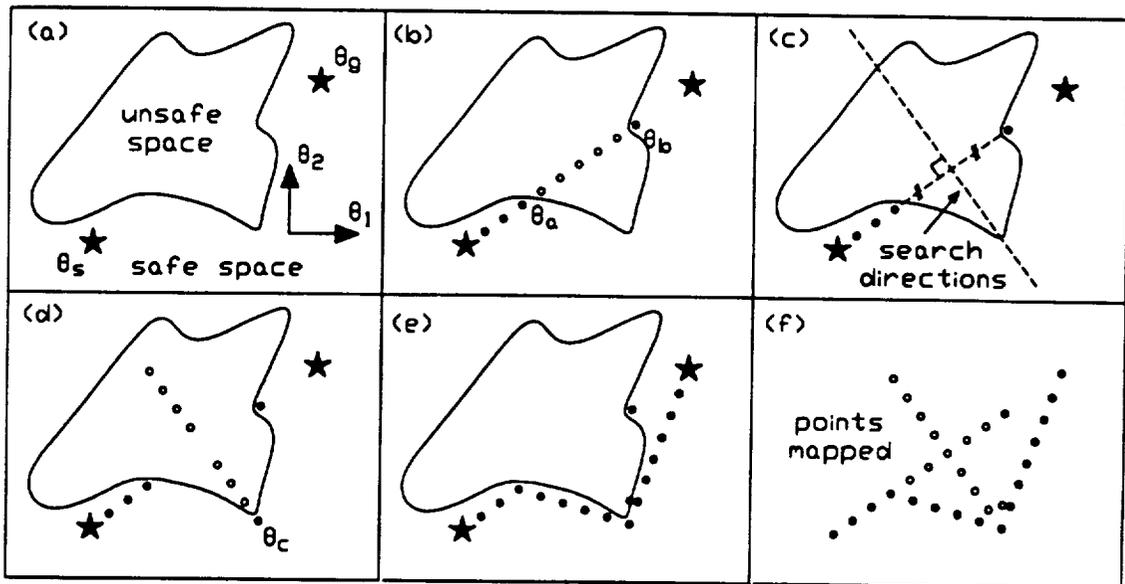 (a)
θg
unsafe
space
θ2
θ1
θs
safe space
(b)
θb
θa
(c)
search
directions
(d)
θc
(e)
(f)
points
mapped